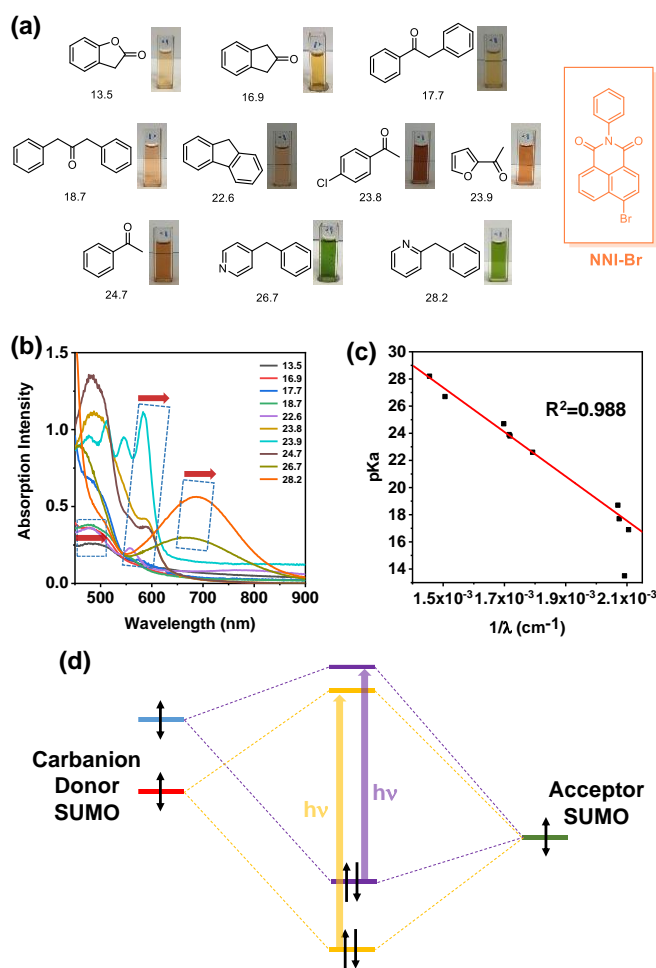 (a)
O
O
13.5
O
16.9
O
17.7
O
18.7
22.6
O
Cl
23.8
O
O
23.9
O
24.7
N
26.7
N
28.2
N
O
O
Br
NNI-Br
(b)
Absorption Intensity
1.5
1.0
0.5
0.0
500
600
700
800
900
Wavelength (nm)
13.5
16.9
17.7
18.7
22.6
23.8
23.9
24.7
26.7
28.2
(c)
pKa
30
28
26
24
22
20
18
16
14
R²=0.988
1.5x10⁻³ 1.7x10⁻³ 1.9x10⁻³ 2.1x10⁻³
1/λ (cm⁻¹)
(d)
Carbanion
Donor
SUMO
hν
hν
Acceptor
SUMO